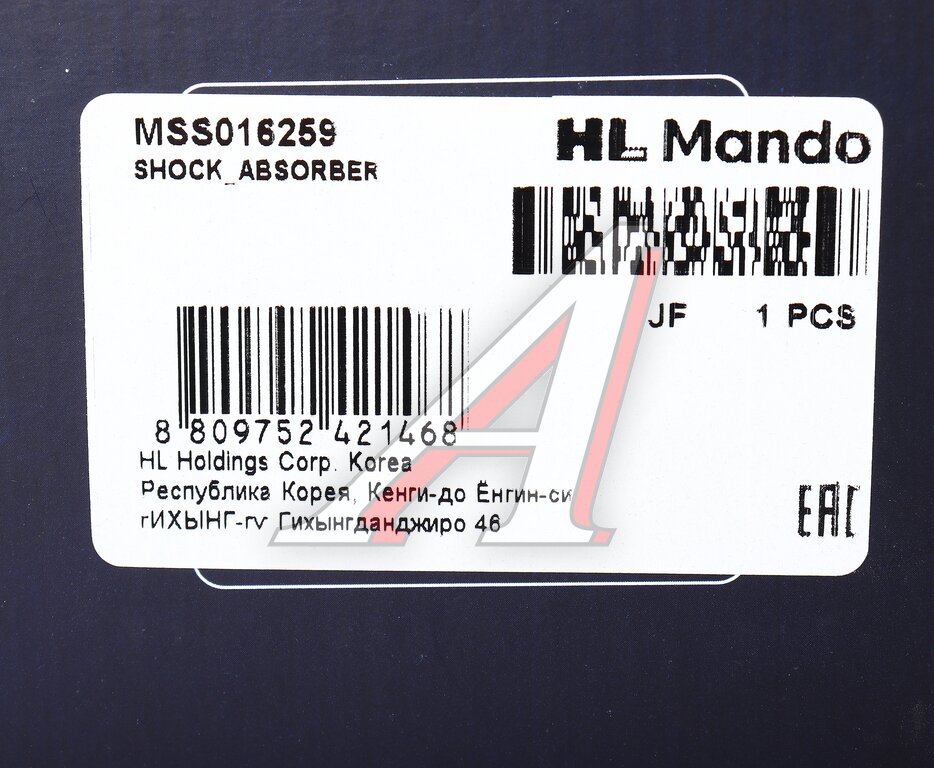 MSS016259
SHOCK_ABSORBER
HL Mando
JF 1 PCS
8 809752 421468
HL Holdings Corp. Korea
Республика Корея, Кенги-до Ёнгин-си
гИХЫНГ-гу Гихынгданджиро 46
EAC